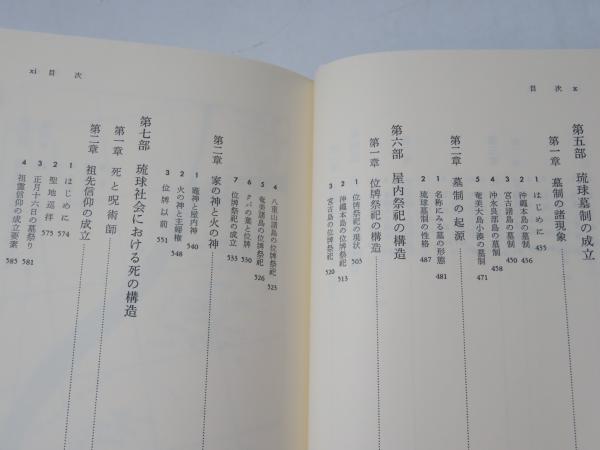 目次 x
第五部 琉球墓制の成立
第一章 墓制の諸現象
1 はじめに 435
2 沖縄本島の墓制 436
3 宮古諸島の墓制 450
4 沖永良部島の墓制 458
5 奄美大島小湊の墓制 471
第二章 墓制の起源
1 名称にみる墓の形態 481
2 琉球墓制の性格 487
第六部 屋内祭祀の構造
第一章 位牌祭祀の構造
1 位牌祭祀の現状 505
2 沖縄本島の位牌祭祀 513
3 宮古島の位牌祭祀 520
xi 目次
4 八重山諸島の位牌祭祀 523
5 奄美諸島の位牌祭祀 526
6 クバの葉と位牌 530
7 位牌祭祀の成立 533
第二章 家の神と火の神
1 竈神と屋内神 540
2 火の神と主婦権 548
3 位牌以前 551
第七部 琉球社会における死の構造
第一章 死と呪術師
第二章 祖先信仰の成立
1 はじめに 574
2 聖地巡拝 575
3 正月十六日の墓祭り 581
4 祖霊信仰の成立要素 585